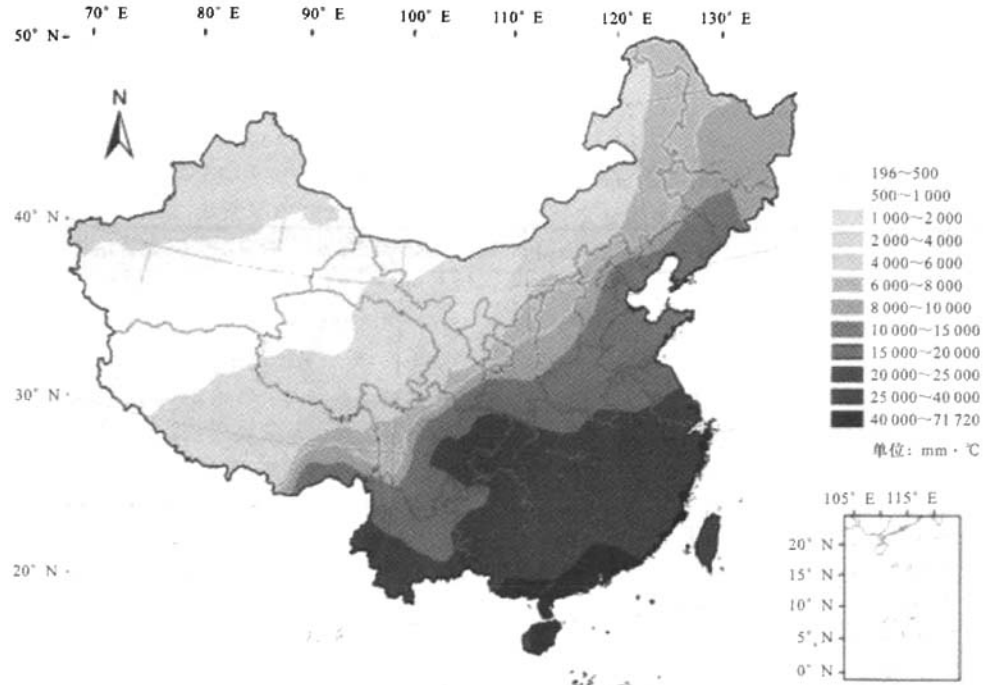 70° E 80° E 90° E 100° E 110° E 120° E 130° E
50° N
N
40° N
30° N
20° N
196～500
500～1 000
1 000～2 000
2 000～4 000
4 000～6 000
6 000～8 000
8 000～10 000
10 000～15 000
15 000～20 000
20 000～25 000
25 000～40 000
40 000～71 720
单位: mm · ℃
105° E 115° E
20° N
15° N
10° N
5° N
0° N